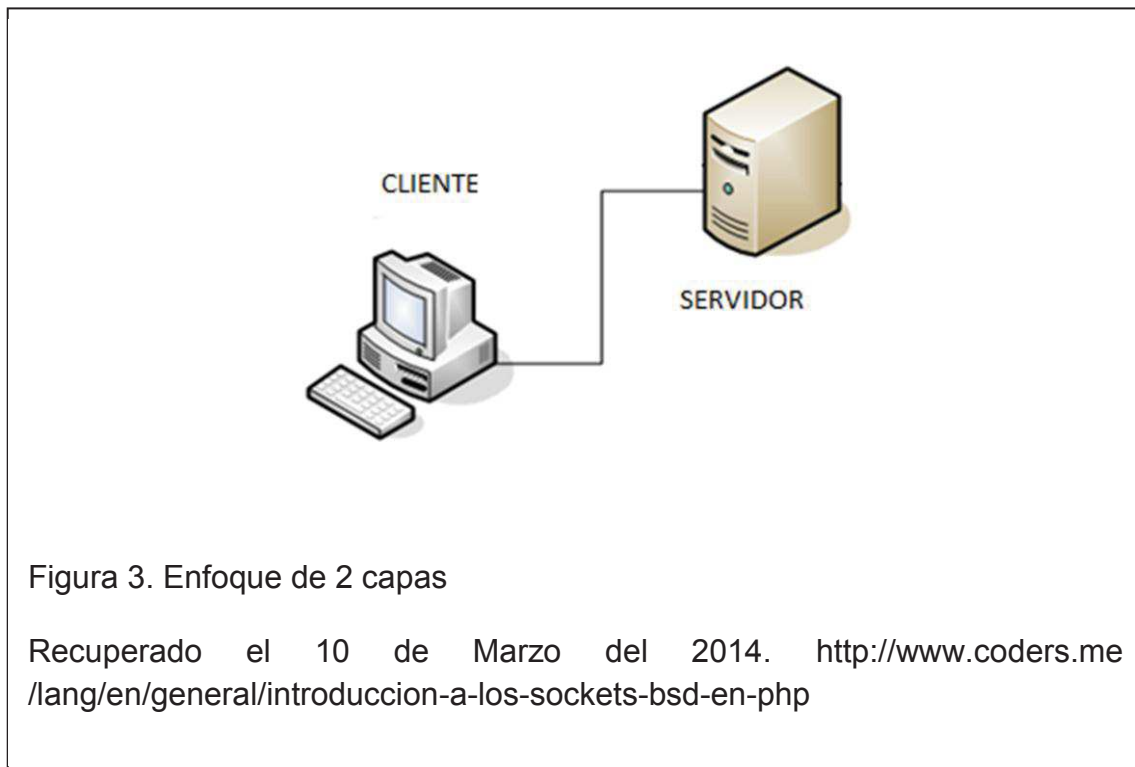 CLIENTE
SERVIDOR
Figura 3. Enfoque de 2 capas
Recuperado el 10 de Marzo del 2014. http://www.coders.me
/lang/en/general/introduccion-a-los-sockets-bsd-en-php